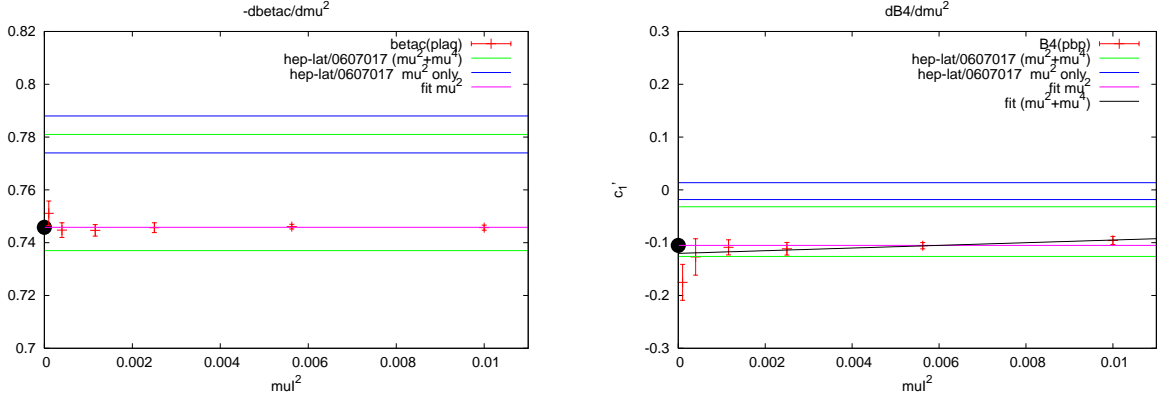 -dbetac/dmu²
0.82
0.8
0.78
0.76
0.74
0.72
0.7
0
0.002
0.004
0.006
0.008
0.01
muI²
betac(plaq)
hep-lat/0607017 (mu²+mu⁴)
hep-lat/0607017 mu² only
fit mu²
dB4/dmu²
0.3
0.2
0.1
0
-0.1
-0.2
-0.3
c₁'
0
0.002
0.004
0.006
0.008
0.01
muI²
B4(pbp)
hep-lat/0607017 (mu²+mu⁴)
hep-lat/0607017 mu² only
fit mu²
fit (mu²+mu⁴)